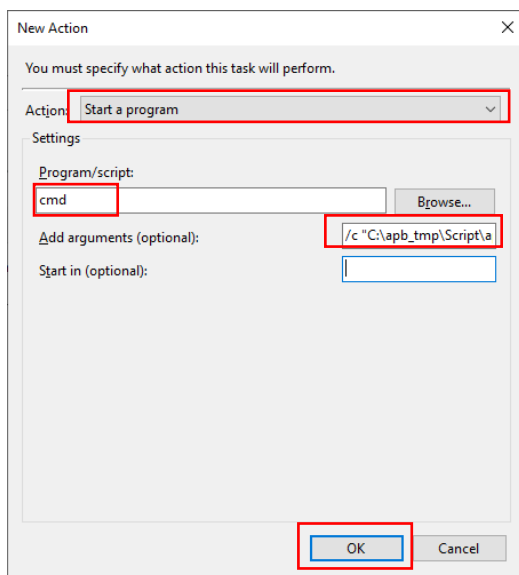 New Action
You must specify what action this task will perform.
Action: Start a program
Settings
Program/script:
cmd
Browse...
Add arguments (optional): /c "C:\apb_tmp\Script\a
Start in (optional):
OK Cancel